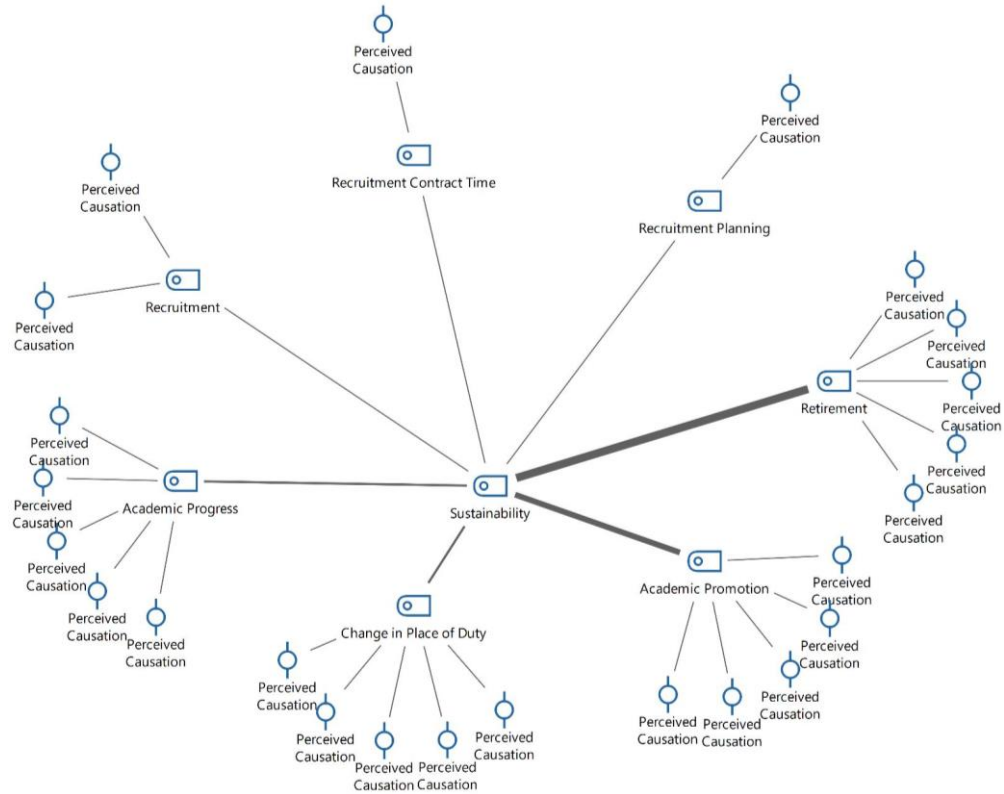 Perceived
Causation
Perceived
Causation
Perceived
Causation
Recruitment Contract Time
Perceived
Causation
Recruitment Planning
Recruitment
Perceived
Causation
Perceived
Causation
Perceived
Causation
Retirement
Perceived
Causation
Perceived
Causation
Perceived
Causation
Perceived
Causation
Perceived
Causation
Academic Progress
Perceived
Causation
Perceived
Causation
Perceived
Causation
Sustainability
Perceived
Causation
Academic Promotion
Perceived
Causation
Perceived
Causation
Perceived
Causation
Perceived
Causation
Perceived
Causation
Change in Place of Duty
Perceived
Causation
Perceived
Causation
Perceived
Causation
Perceived
Causation
Perceived
Causation